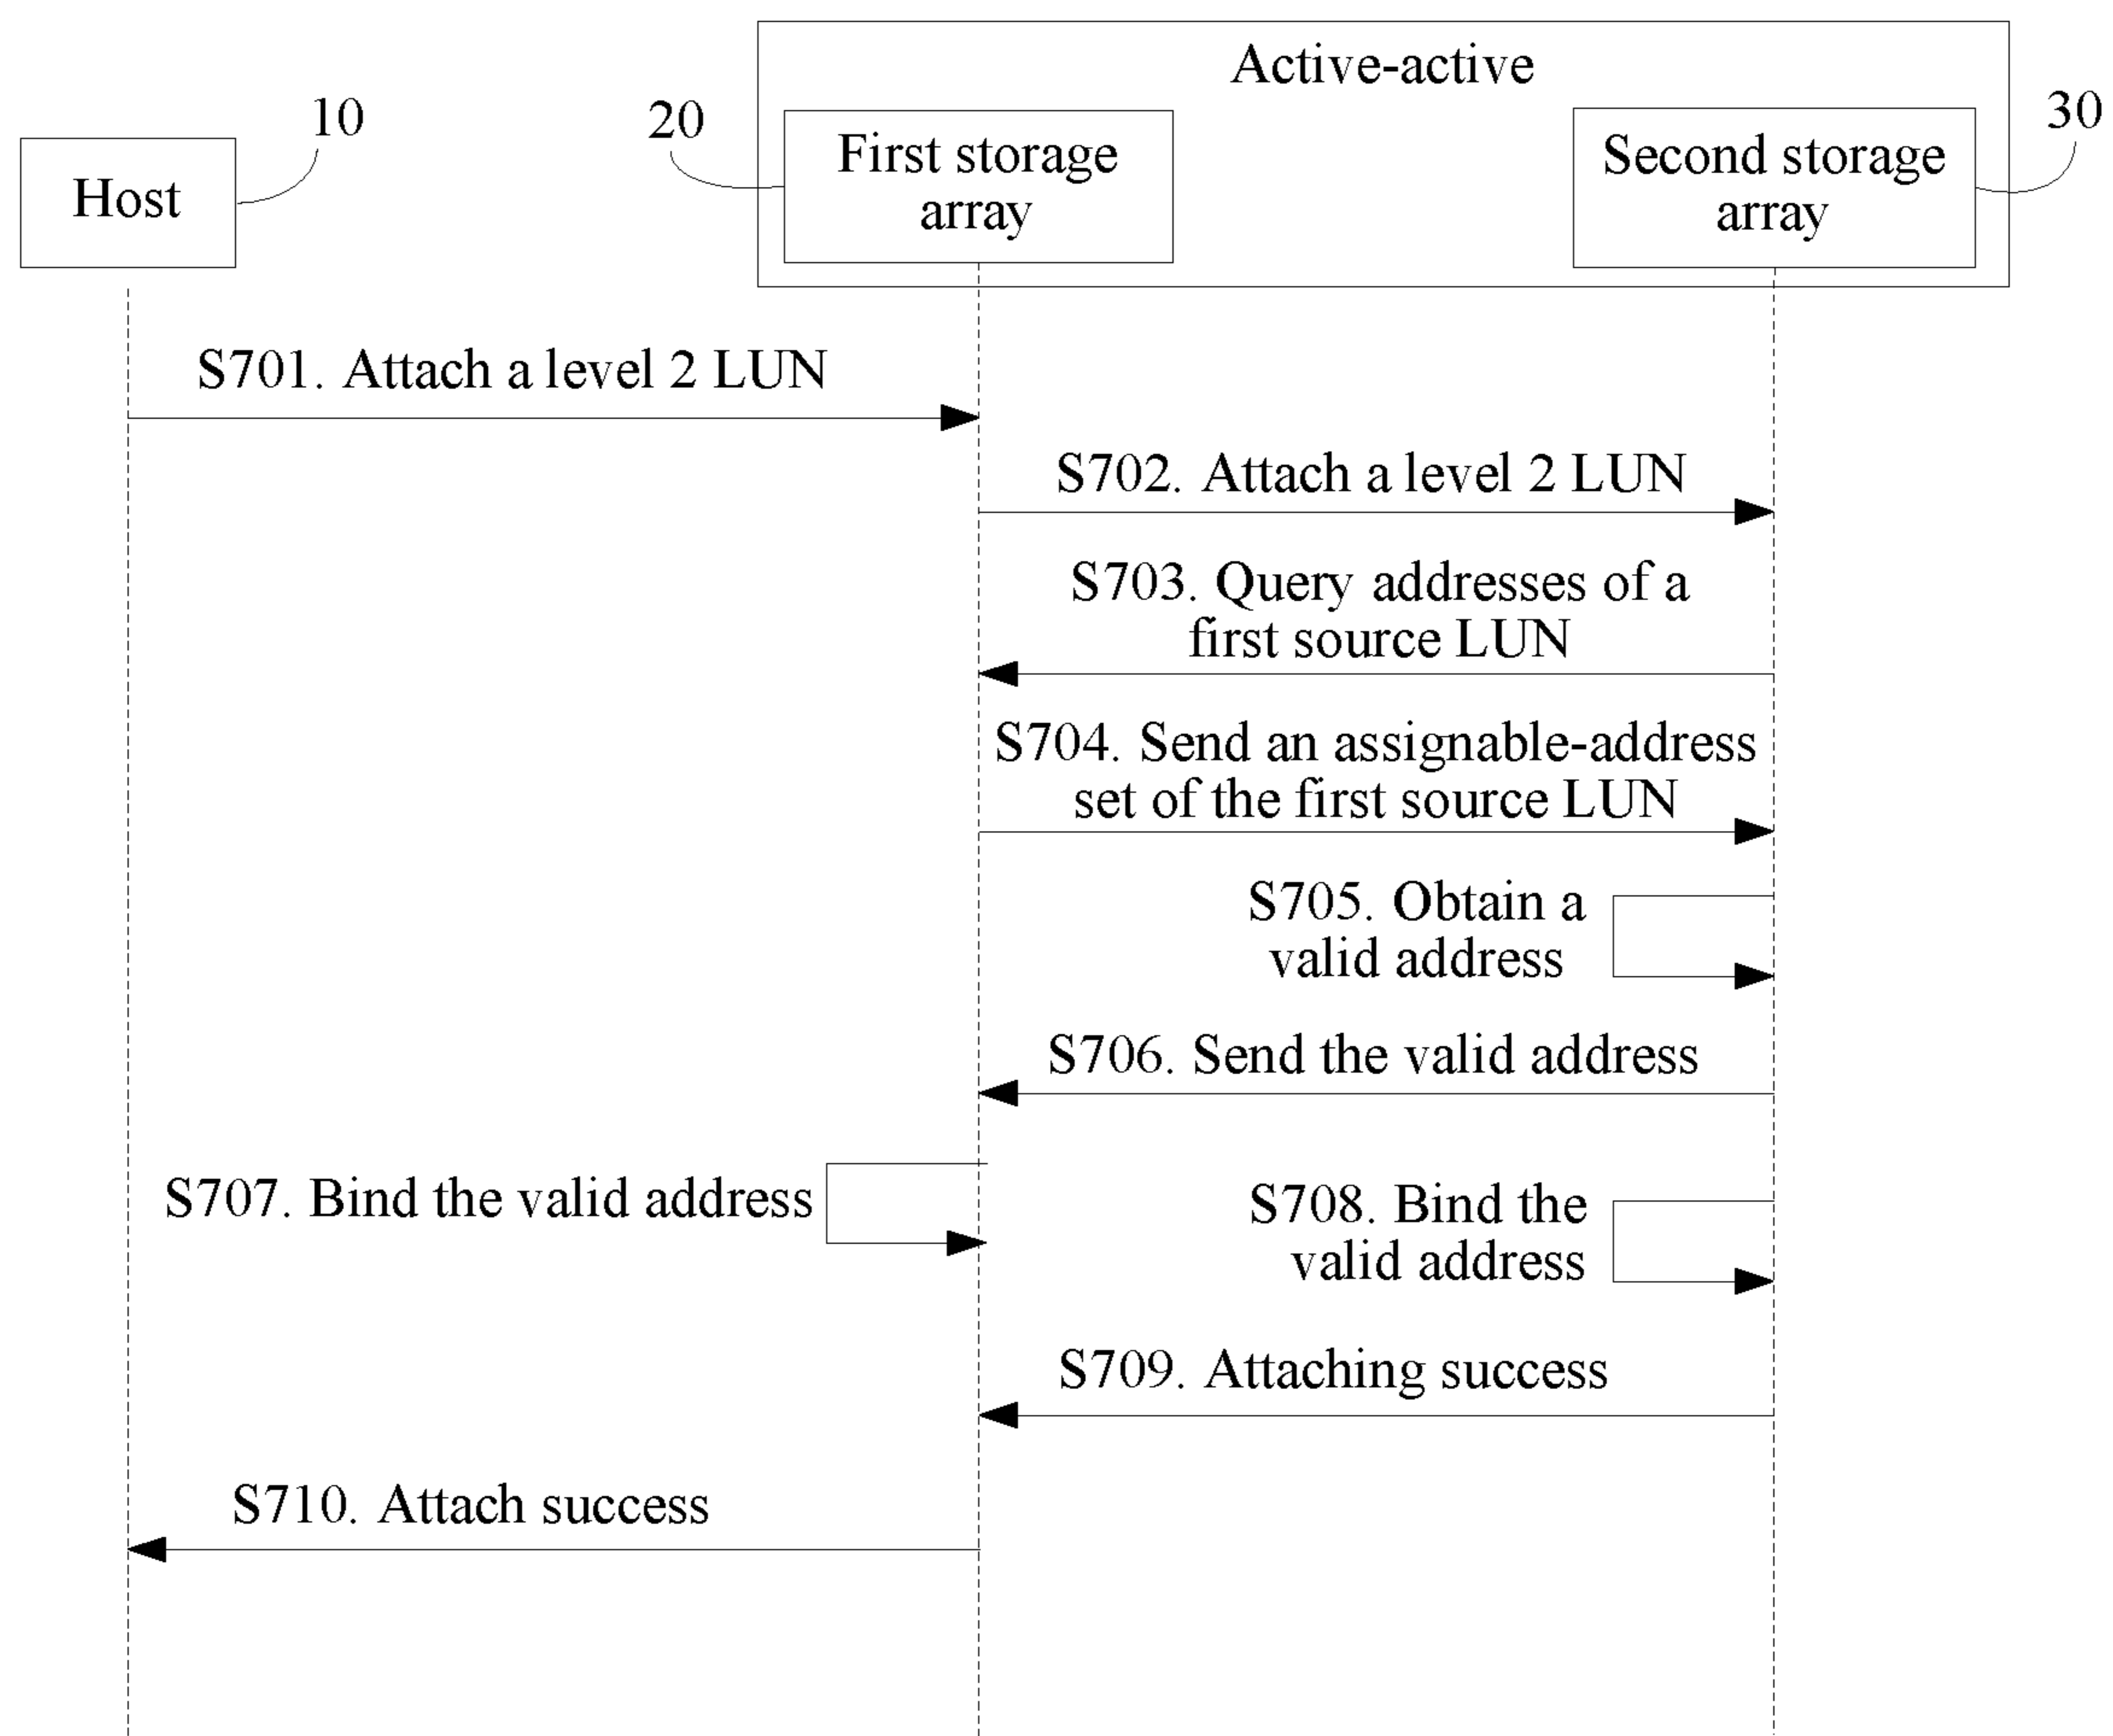 Active-active
10
20
30
Host
First storage
array
Second storage
array
S701. Attach a level 2 LUN
S702. Attach a level 2 LUN
S703. Query addresses of a
first source LUN
S704. Send an assignable-address
set of the first source LUN
S705. Obtain a
valid address
S706. Send the valid address
S707. Bind the valid address
S708. Bind the
valid address
S709. Attaching success
S710. Attach success